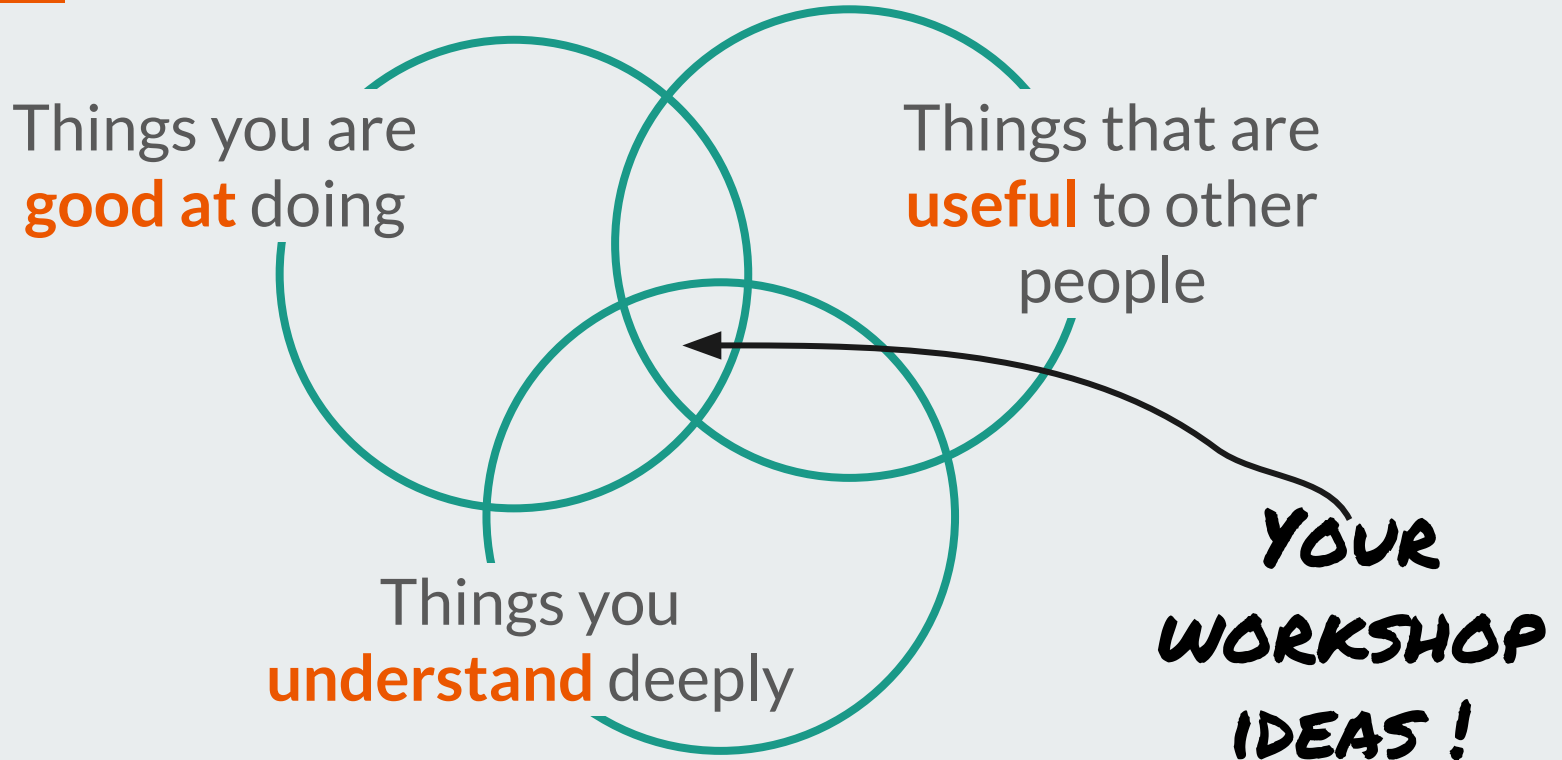 Things you are
good at doing
Things that are
useful to other
people
Things you
understand deeply
YOUR
WORKSHOP
IDEAS !